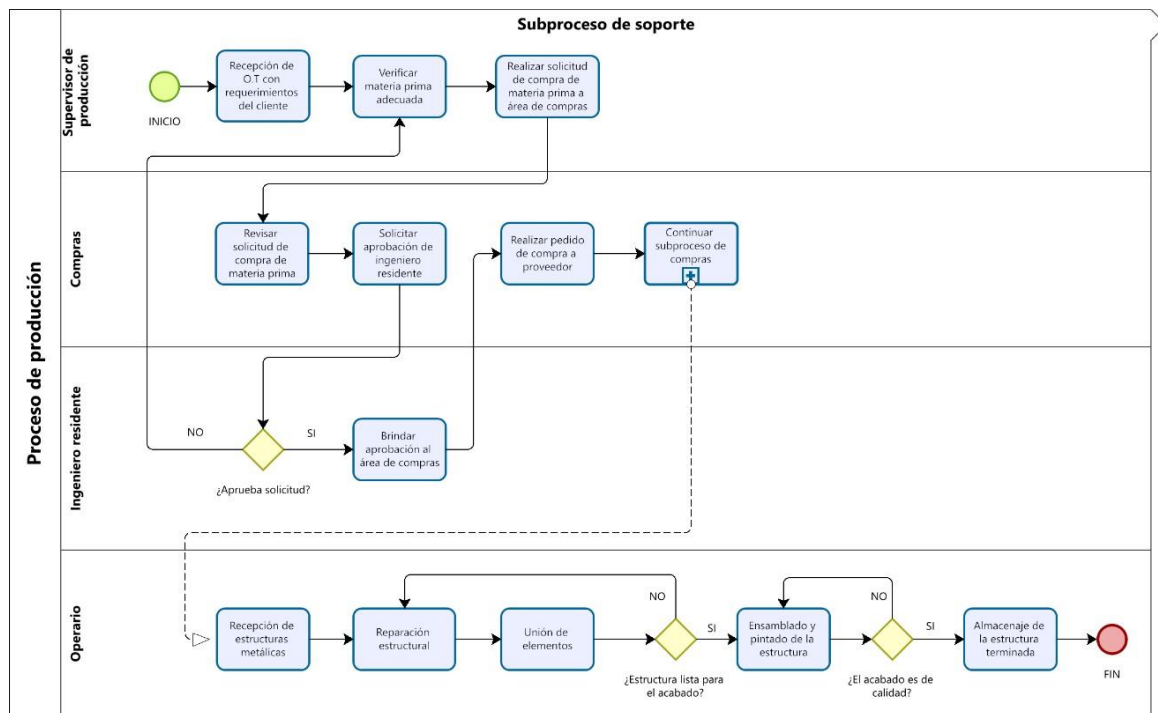 Subproceso de soporte
Proceso de producción
Supervisor de
producción
INICIO
Recepción de
O.T con
requerimientos
del cliente
Verificar
materia prima
adecuada
Realizar solicitud
de compra de
materia prima a
área de compras
Compras
Revisar
solicitud de
compra de
materia prima
Solicitar
aprobación de
ingeniero
residente
Realizar pedido
de compra a
proveedor
Continuar
subproceso de
compras
Ingeniero residente
NO
SI
¿Aprueba solicitud?
Brindar
aprobación al
área de compras
Operario
Recepción de
estructuras
metálicas
Reparación
estructural
Unión de
elementos
NO
SI
¿Estructura lista para
el acabado?
Ensamblado y
pintado de la
estructura
NO
SI
¿El acabado es de
calidad?
Almacenaje de
la estructura
terminada
FIN